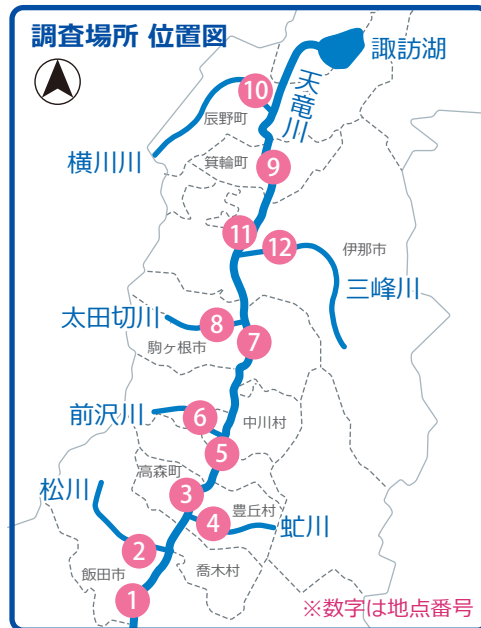 調査場所 位置図
諏訪湖
天竜川
10
辰野町
横川川
箕輪町
9
11
12
伊那市
三峰川
太田切川
8
7
駒ヶ根市
前沢川
6
中川村
5
高森町
松川
3
豊丘村
4
虻川
2
飯田市
喬木村
1
※数字は地点番号